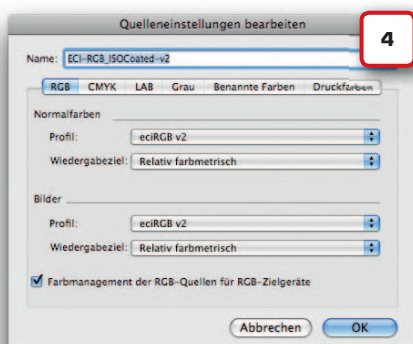 Quelleneinstellungen bearbeiten
4
Name: ECI-RGB_ISOCoated-v2
RGB CMYK LAB Grau Benannte Farben Druckfarben
Normalfarben
Profil: eciRGB v2
Wiedergabeziel: Relativ farbmetrisch
Bilder
Profil: eciRGB v2
Wiedergabeziel: Relativ farbmetrisch
Farbmanagement der RGB-Quellen für RGB-Zielgeräte
Abbrechen OK